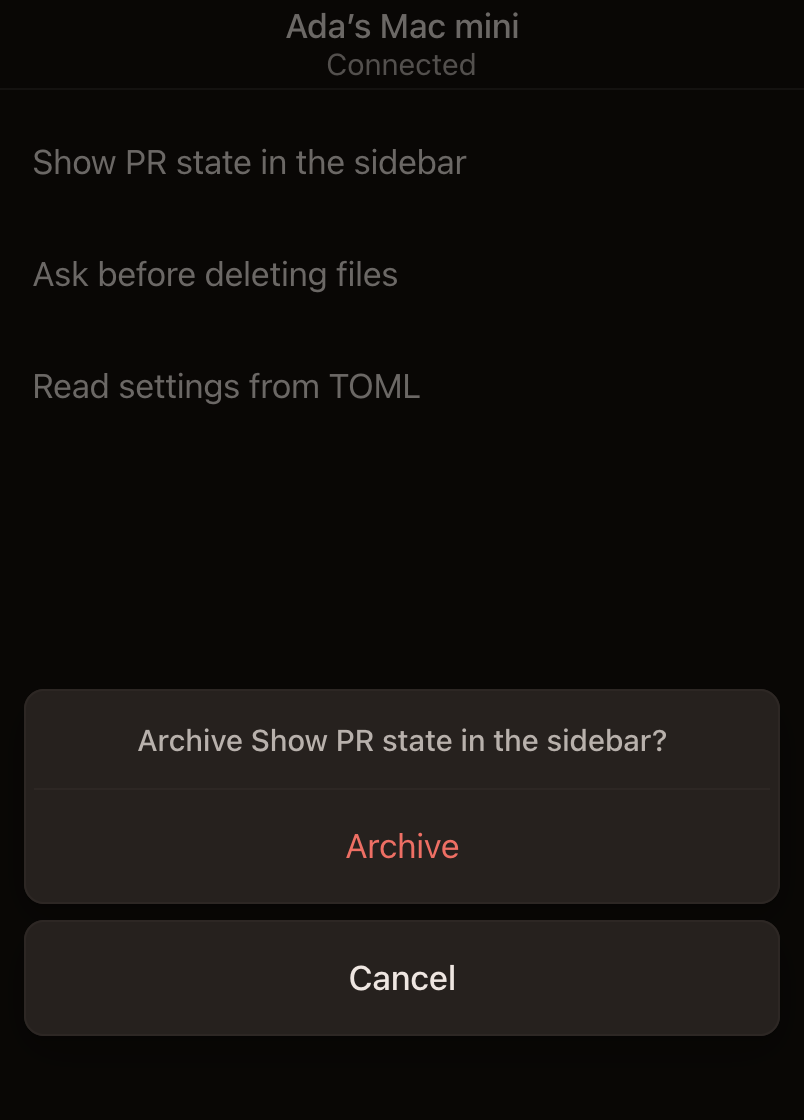 Ada’s Mac mini
Connected
Show PR state in the sidebar
Ask before deleting files
Read settings from TOML
Archive Show PR state in the sidebar?
Archive
Cancel